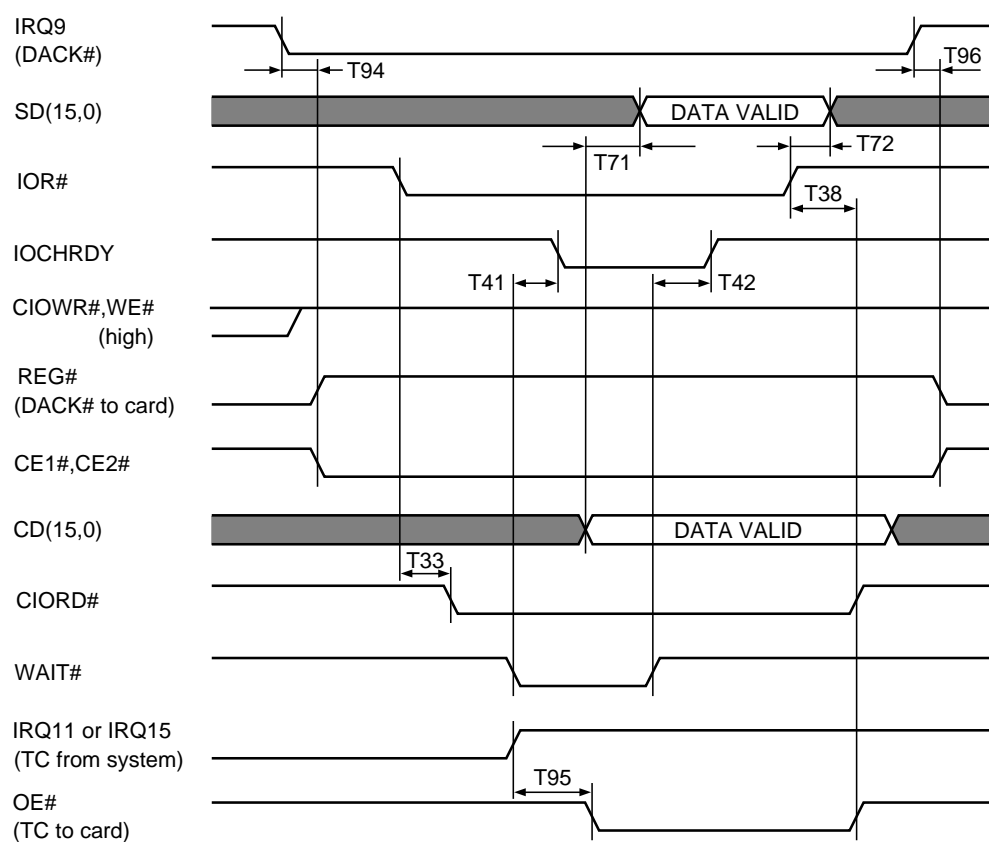 IRQ9
(DACK#)
T94
T96
SD(15,0)
DATA VALID
T71
T72
IOR#
T38
IOCHRDY
T41
T42
CIOWR#,WE#
(high)
REG#
(DACK# to card)
CE1#,CE2#
CD(15,0)
DATA VALID
T33
CIORD#
WAIT#
IRQ11 or IRQ15
(TC from system)
T95
OE#
(TC to card)